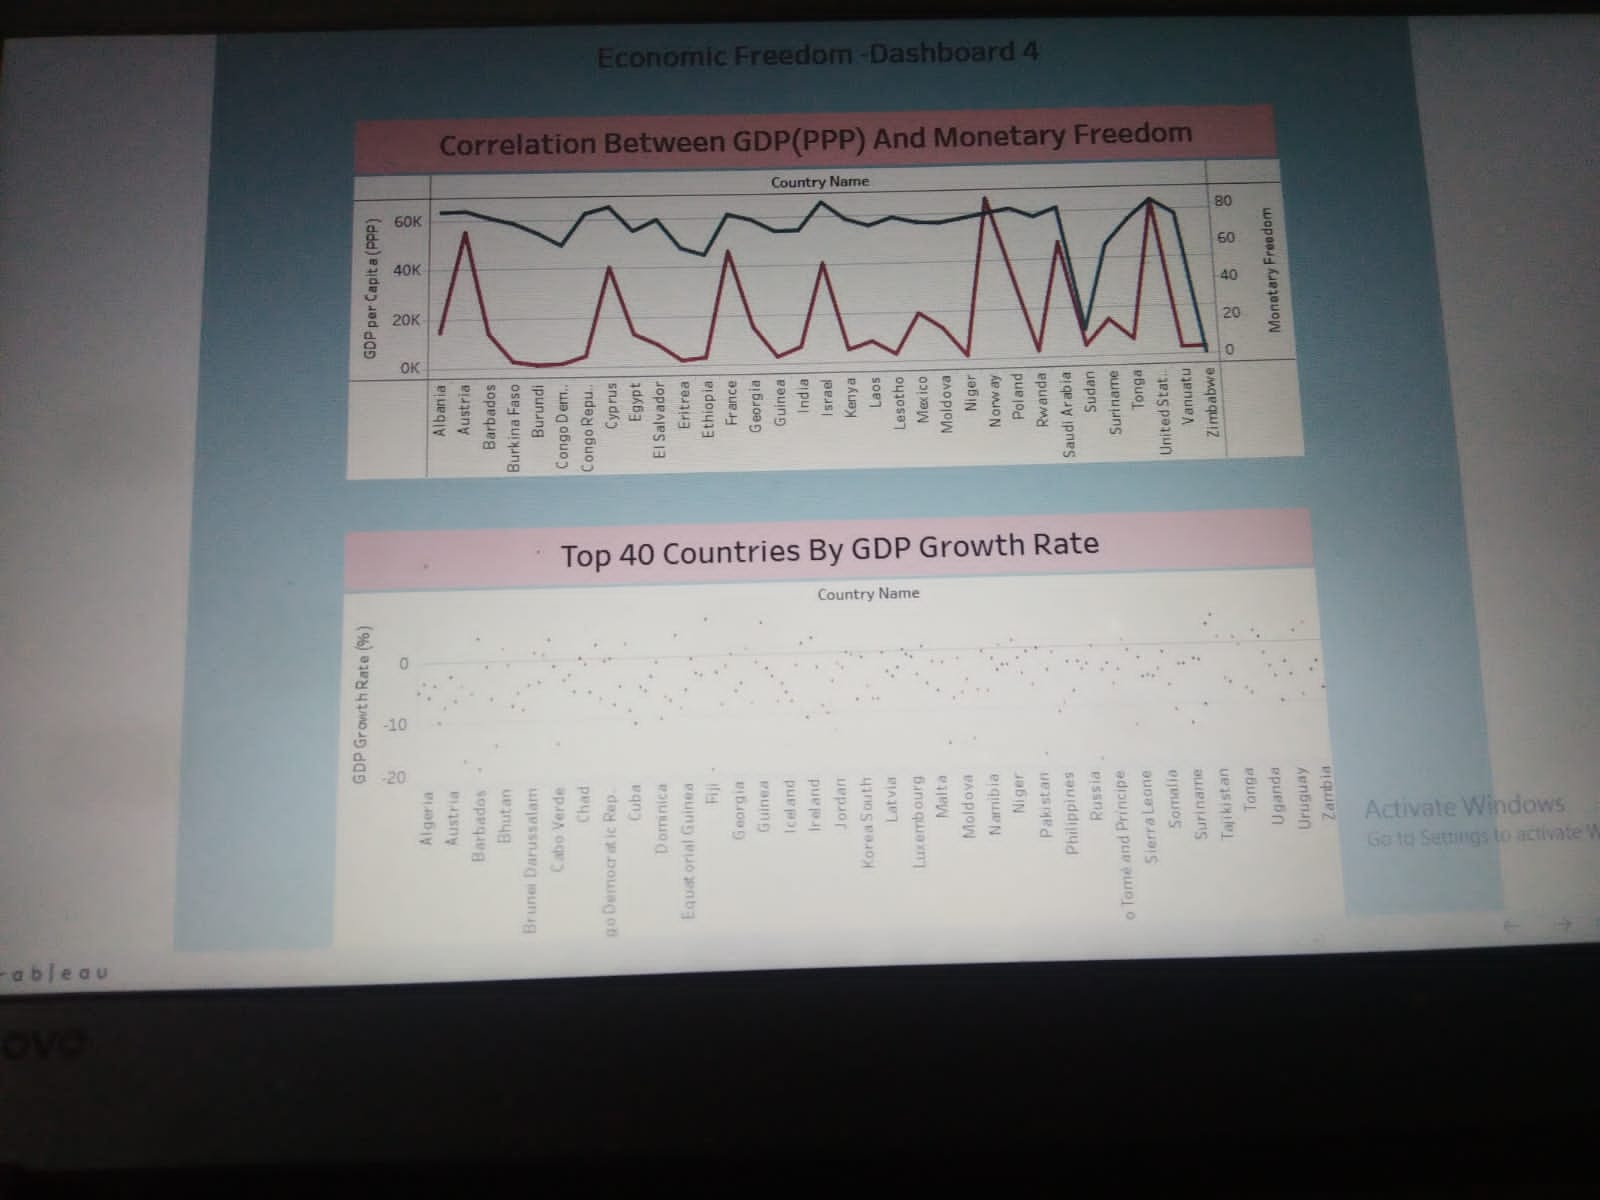 Economic Freedom -Dashboard 4
Correlation Between GDP(PPP) And Monetary Freedom
Country Name
GDP per Capita (PPP)
60K
40K
20K
0K
80
60
40
20
0
Monetary Freedom
Albania
Austria
Barbados
Burkina Faso
Burundi
Congo Dem..
Congo Repu..
Cyprus
Egypt
El Salvador
Eritrea
Ethiopia
France
Georgia
Guinea
India
Israel
Kenya
Laos
Lesotho
Mexico
Moldova
Niger
Norway
Poland
Rwanda
Saudi Arabia
Sudan
Suriname
Tonga
United Stat..
Vanuatu
Zimbabwe
Top 40 Countries By GDP Growth Rate
Country Name
GDP Growth Rate (%)
0
-10
-20
Algeria
Austria
Barbados
Bhutan
Brunei Darussalam
Cabo Verde
Chad
go Democratic Rep..
Cuba
Dominica
Equatorial Guinea
Fiji
Georgia
Guinea
Iceland
Ireland
Jordan
Korea South
Latvia
Luxembourg
Malta
Moldova
Namibia
Niger
Pakistan
Philippines
Russia
o Tomé and Príncipe
Sierra Leone
Somalia
Suriname
Tajikistan
Tonga
Uganda
Uruguay
Zambia
Activate Windows
Go to Settings to activate W
ableau
ovo